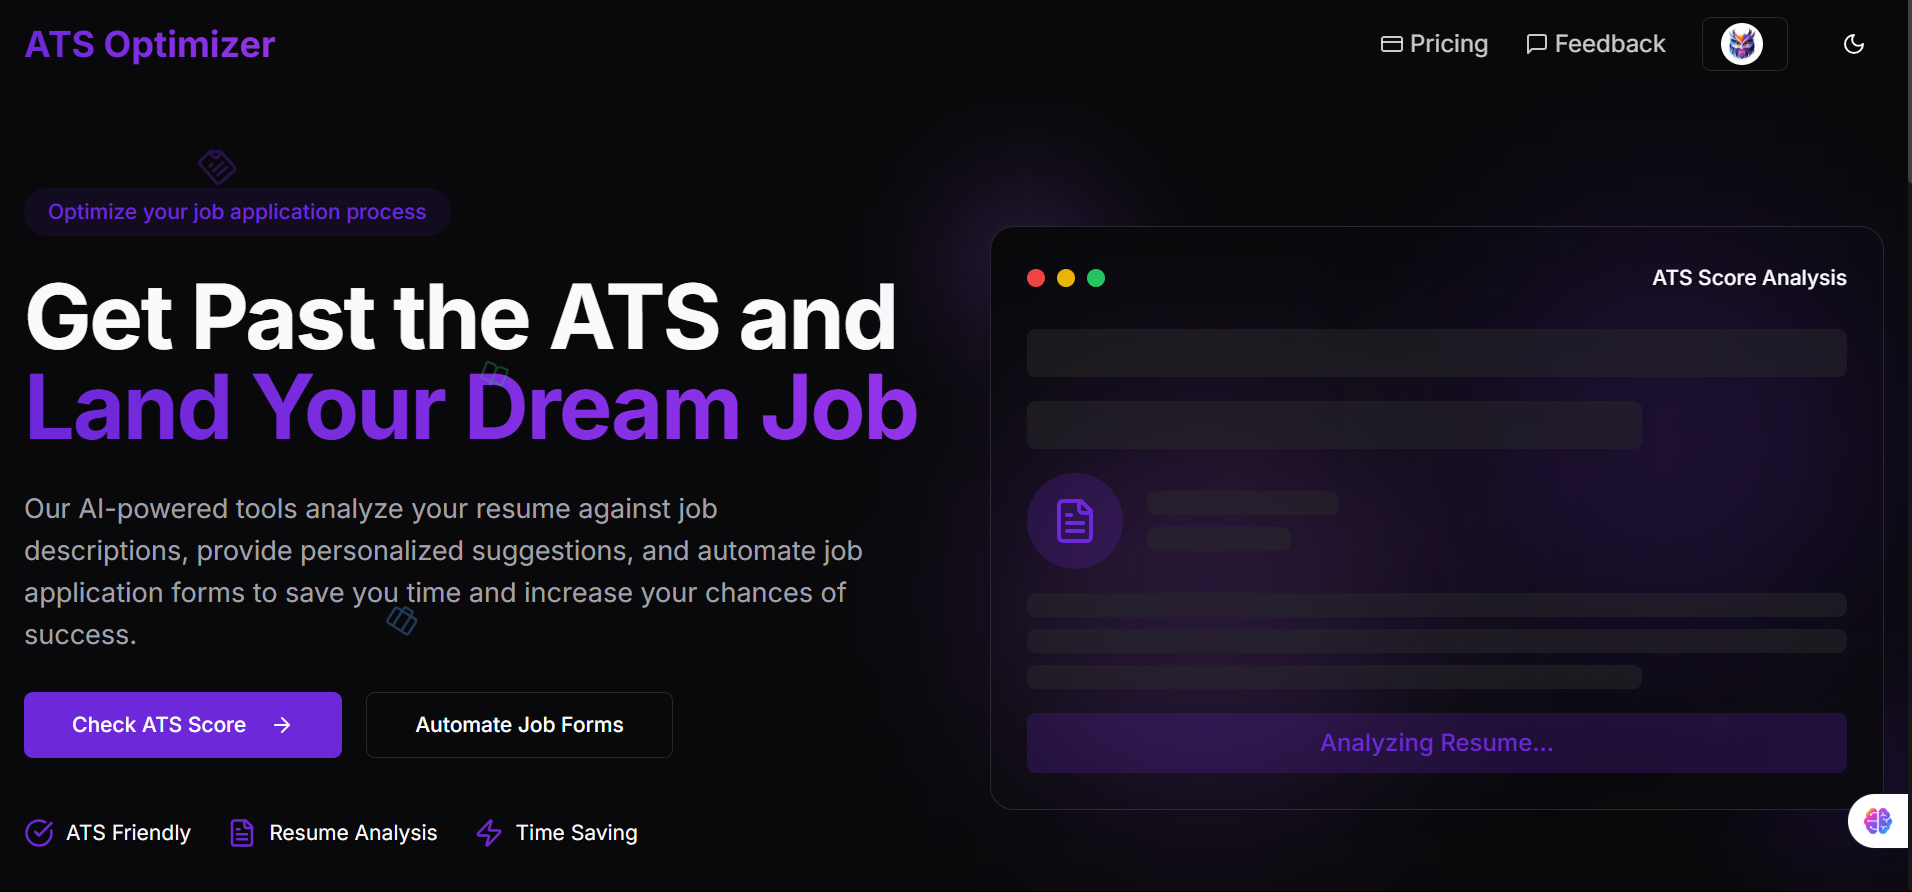 ATS Optimizer
Pricing
Feedback
Optimize your job application process
Get Past the ATS and
Land Your Dream Job
Our AI-powered tools analyze your resume against job
descriptions, provide personalized suggestions, and automate job
application forms to save you time and increase your chances of
success.
Check ATS Score
Automate Job Forms
ATS Friendly
Resume Analysis
Time Saving
ATS Score Analysis
Analyzing Resume...